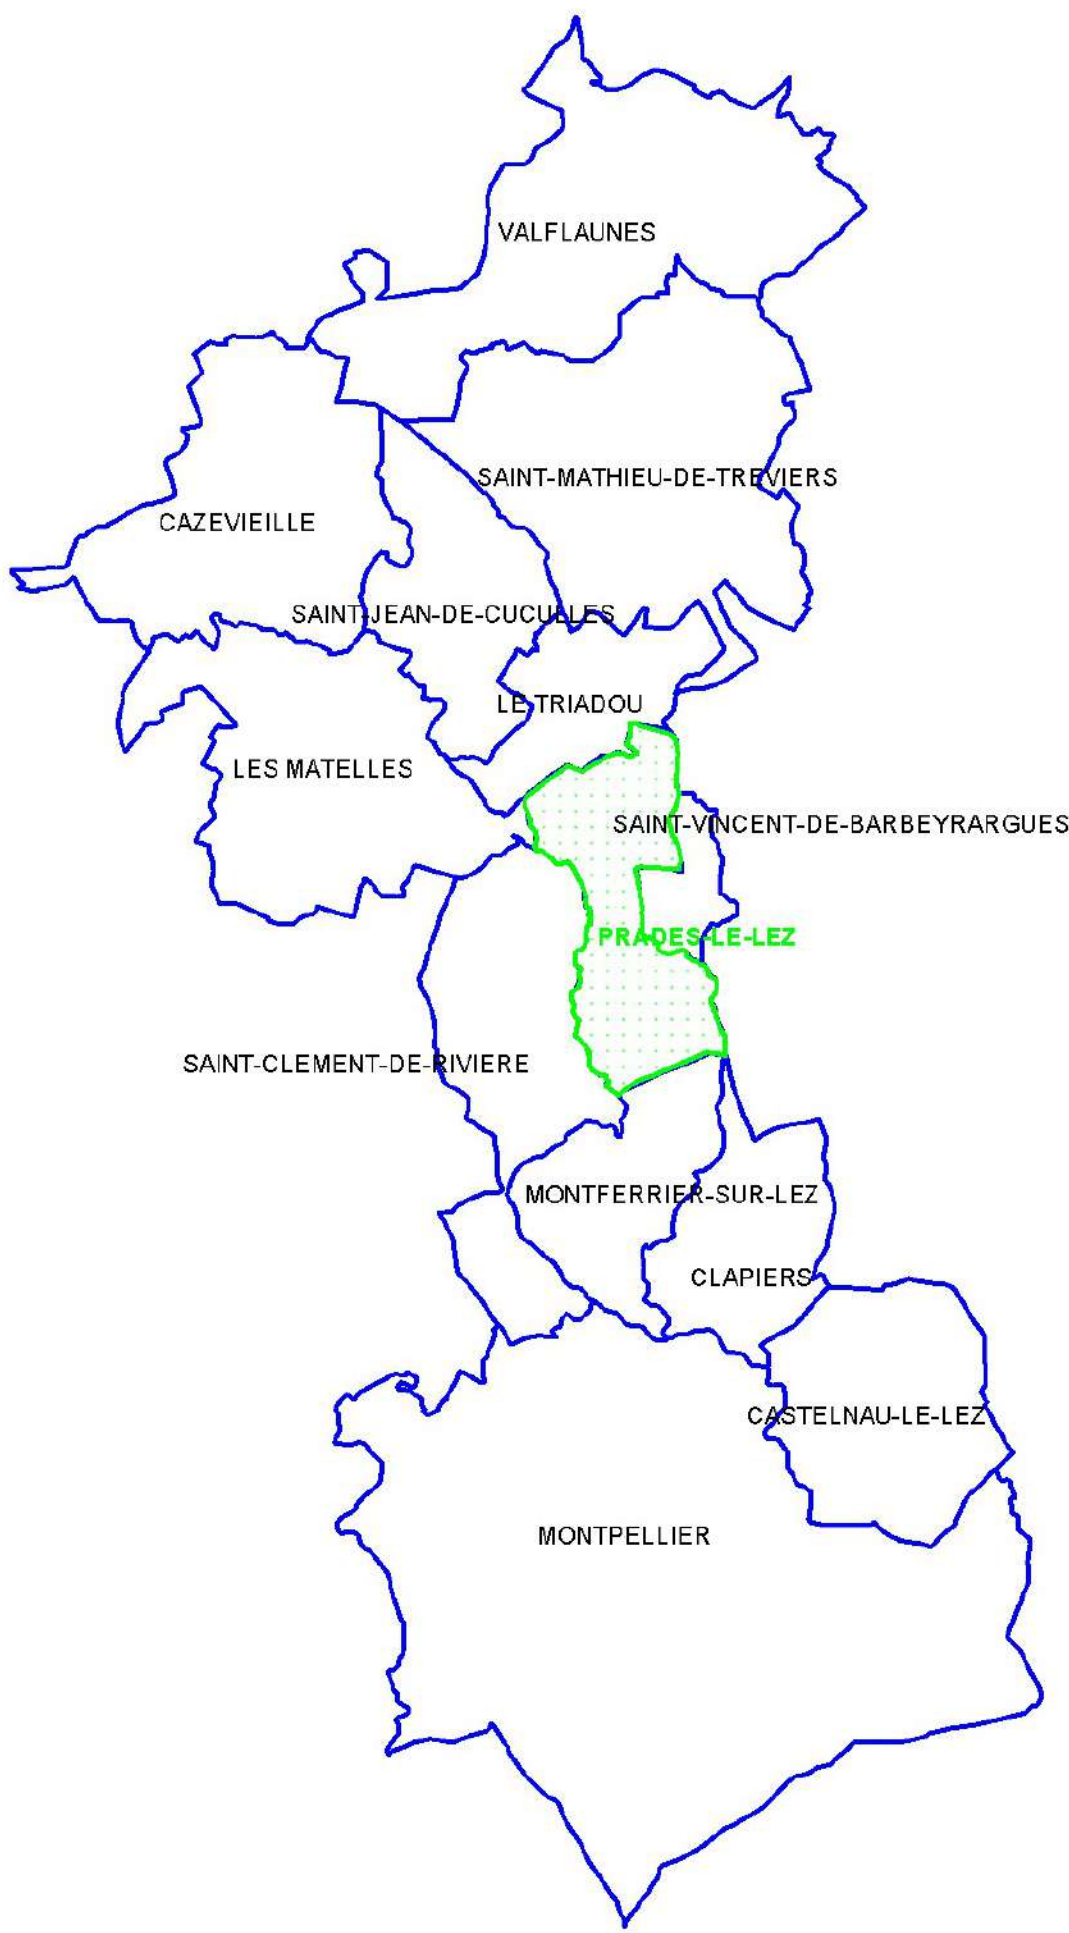 VALFLAUNES
SAINT-MATHIEU-DE-TREVIERS
CAZEVIEILLE
SAINT-JEAN-DE-CUCULLES
LE TRIADOU
LES MATELLES
SAINT-VINCENT-DE-BARBEYRARGUES
PRADES-LE-LEZ
SAINT-CLEMENT-DE-RIVIERE
MONTFERRIER-SUR-LEZ
CLAPIERS
CASTELNAU-LE-LEZ
MONTPELLIER